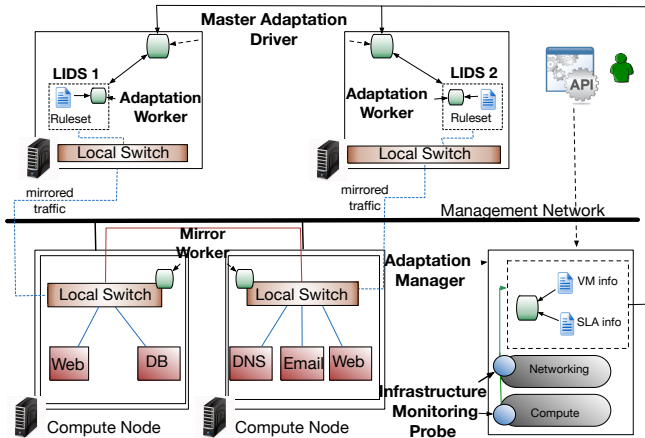 Master Adaptation
Driver
LIDS 1
Ruleset
Adaptation
Worker
Local Switch
mirrored
traffic
LIDS 2
Adaptation
Worker
Ruleset
Local Switch
mirrored
traffic
API
Management Network
Mirror
Worker
Local Switch
Web
DB
Compute Node
Local Switch
DNS
Email
Web
Compute Node
Adaptation
Manager
VM info
SLA info
Networking
Infrastructure
Monitoring
Probe
Compute